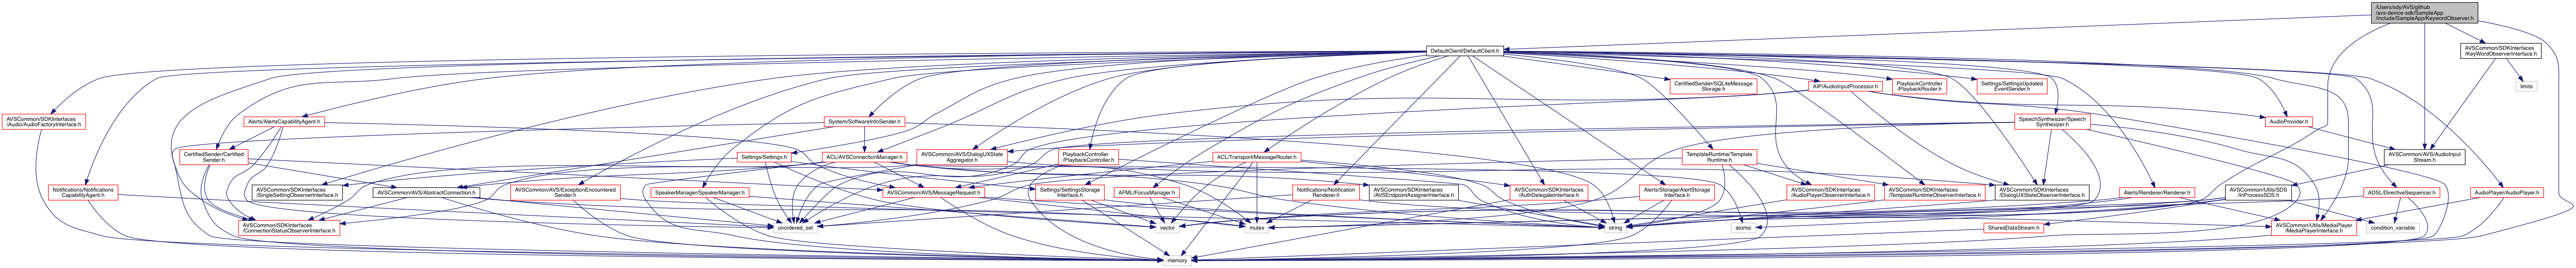 /Users/sdy/AVS/github
/avs-device-sdk/SampleApp
/include/SampleApp/KeywordObserver.h
DefaultClient/DefaultClient.h
AVSCommon/SDKInterfaces
/KeyWordObserverInterface.h
CertifiedSender/SQLiteMessage
Storage.h
AIP/AudioInputProcessor.h
PlaybackController
/PlaybackRouter.h
Settings/SettingsUpdated
EventSender.h
limits
AVSCommon/SDKInterfaces
/Audio/AudioFactoryInterface.h
Alerts/AlertsCapabilityAgent.h
System/SoftwareInfoSender.h
SpeechSynthesizer/Speech
Synthesizer.h
AudioProvider.h
CertifiedSender/Certified
Sender.h
Settings/Settings.h
ACL/AVSConnectionManager.h
AVSCommon/AVS/DialogUXState
Aggregator.h
PlaybackController
/PlaybackController.h
ACL/Transport/MessageRouter.h
TemplateRuntime/Template
Runtime.h
AVSCommon/AVS/AudioInput
Stream.h
Notifications/Notifications
CapabilityAgent.h
AVSCommon/SDKInterfaces
/SingleSettingObserverInterface.h
AVSCommon/AVS/AbstractConnection.h
AVSCommon/AVS/ExceptionEncountered
Sender.h
SpeakerManager/SpeakerManager.h
AVSCommon/AVS/MessageRequest.h
Settings/SettingsStorage
Interface.h
AFML/FocusManager.h
Notifications/Notification
Renderer.h
AVSCommon/SDKInterfaces
/AVSEndpointAssignerInterface.h
AVSCommon/SDKInterfaces
/AuthDelegateInterface.h
Alerts/Storage/AlertStorage
Interface.h
AVSCommon/SDKInterfaces
/AudioPlayerObserverInterface.h
AVSCommon/SDKInterfaces
/TemplateRuntimeObserverInterface.h
AVSCommon/SDKInterfaces
/DialogUXStateObserverInterface.h
Alerts/Renderer/Renderer.h
AVSCommon/Utils/SDS
/InProcessSDS.h
ADSL/DirectiveSequencer.h
AudioPlayer/AudioPlayer.h
AVSCommon/SDKInterfaces
/ConnectionStatusObserverInterface.h
unordered_set
vector
mutex
string
atomic
SharedDataStream.h
AVSCommon/Utils/MediaPlayer
/MediaPlayerInterface.h
condition_variable
memory